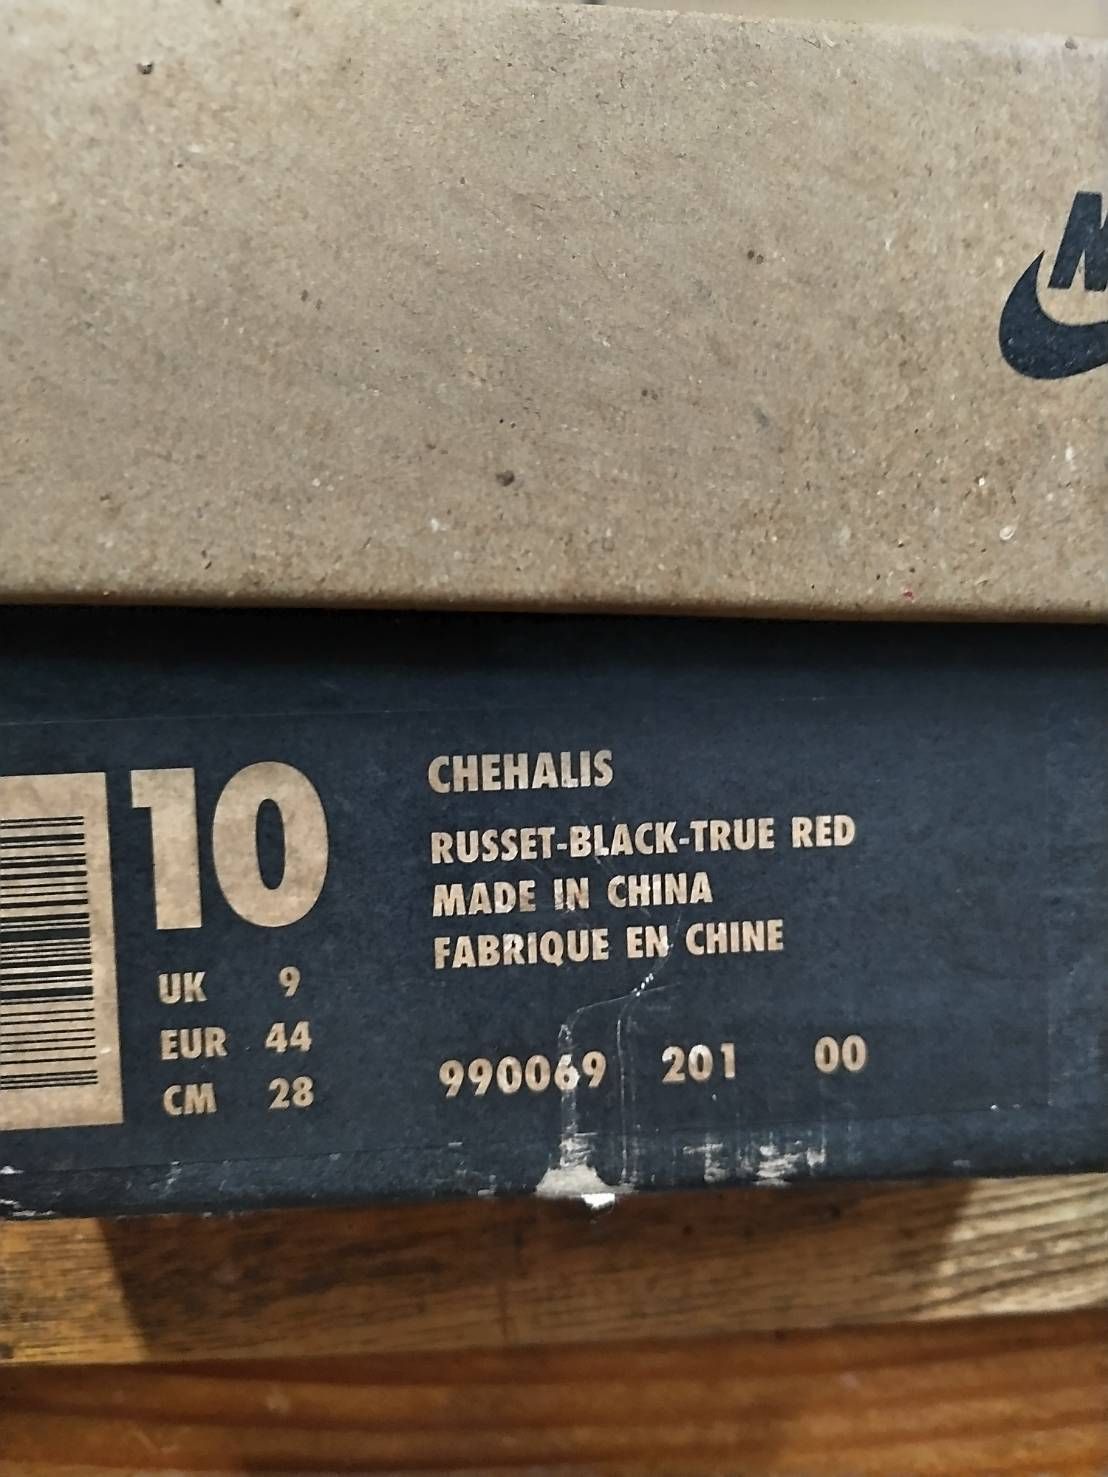 10
UK 9
EUR 44
CM 28
CHEHALIS
RUSSET-BLACK-TRUE RED
MADE IN CHINA
FABRIQUE EN CHINE
990069 201 00